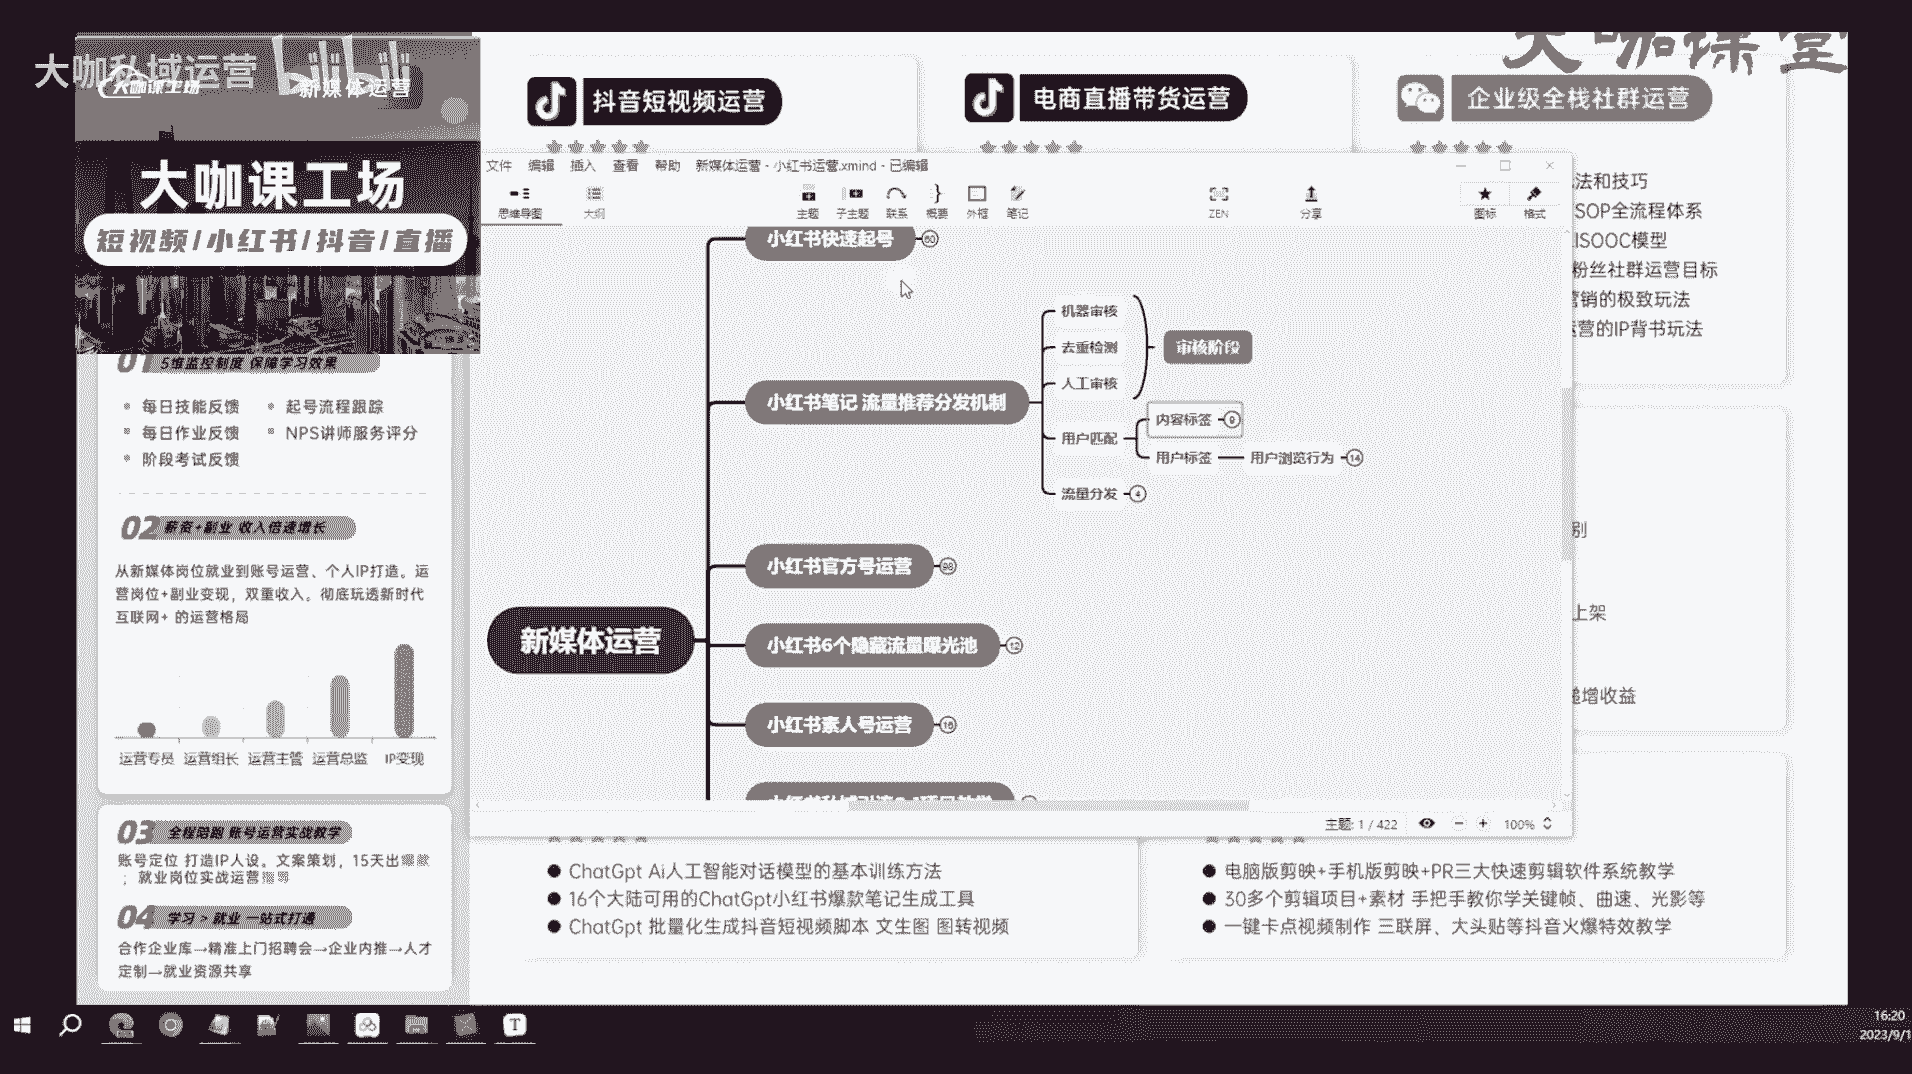 大咖私域运营
大咖课工场
新媒体运营
大咖课工场
短视频/小红书/抖音/直播
大咖课堂
抖音短视频运营
电商直播带货运营
企业级全栈社群运营
法和技巧
SOP全流程体系
ISOOC模型
粉丝社群运营目标
营销的极致玩法
运营的IP背书玩法
别
上架
递增收益
文件 编辑 插入 查看 帮助 新媒体运营 - 小红书运营.xmind - 已编辑
思维导图 大纲 主题 子主题 联系 概要 外框 笔记 ZEN 分享 图标 格式
小红书快速起号 60
小红书笔记 流量推荐分发机制
机器审核
去重检测
人工审核
审核阶段
用户匹配
内容标签 9
用户标签 用户浏览行为 14
流量分发 4
小红书官方号运营 98
新媒体运营
小红书6个隐藏流量曝光池 12
小红书素人号运营 16
主题: 1 / 422 100%
01 5维监控制度 保障学习效果
每日技能反馈 起号流程跟踪
每日作业反馈 NPS讲师服务评分
阶段考试反馈
02 薪资+副业 收入倍速增长
从新媒体岗位就业到账号运营、个人IP打造。运
营岗位+副业变现，双重收入。彻底玩透新时代
互联网+ 的运营格局
运营专员 运营组长 运营主管 运营总监 IP变现
03 全程陪跑 账号运营实战教学
账号定位 打造IP人设。文案策划，15天出爆款
；就业岗位实战运营
04 学习 > 就业 一站式打通
合作企业库→精准上门招聘会→企业内推→人才
定制→就业资源共享
ChatGpt Ai人工智能对话模型的基本训练方法
16个大陆可用的ChatGpt小红书爆款笔记生成工具
ChatGpt 批量化生成抖音短视频脚本 文生图 图转视频
电脑版剪映+手机版剪映+PR三大快速剪辑软件系统教学
30多个剪辑项目+素材 手把手教你学关键帧、曲速、光影等
一键卡点视频制作 三联屏、大头贴等抖音火爆特效教学
16:20
2023/9/1